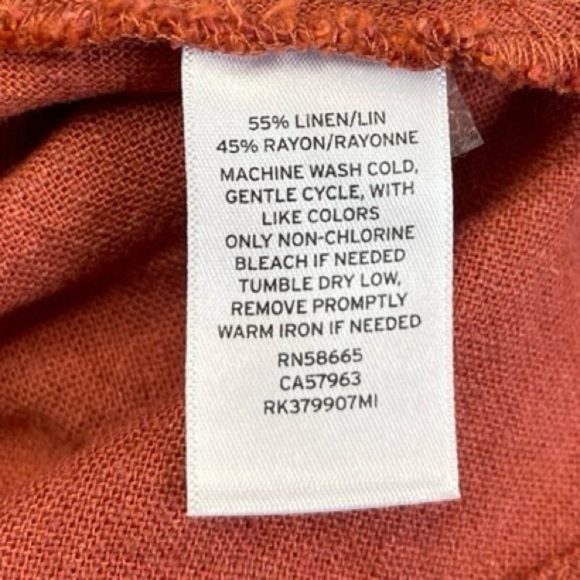 55% LINEN/LIN
45% RAYON/RAYONNE
MACHINE WASH COLD,
GENTLE CYCLE, WITH
LIKE COLORS
ONLY NON-CHLORINE
BLEACH IF NEEDED
TUMBLE DRY LOW,
REMOVE PROMPTLY
WARM IRON IF NEEDED
RN58665
CA57963
RK379907MI